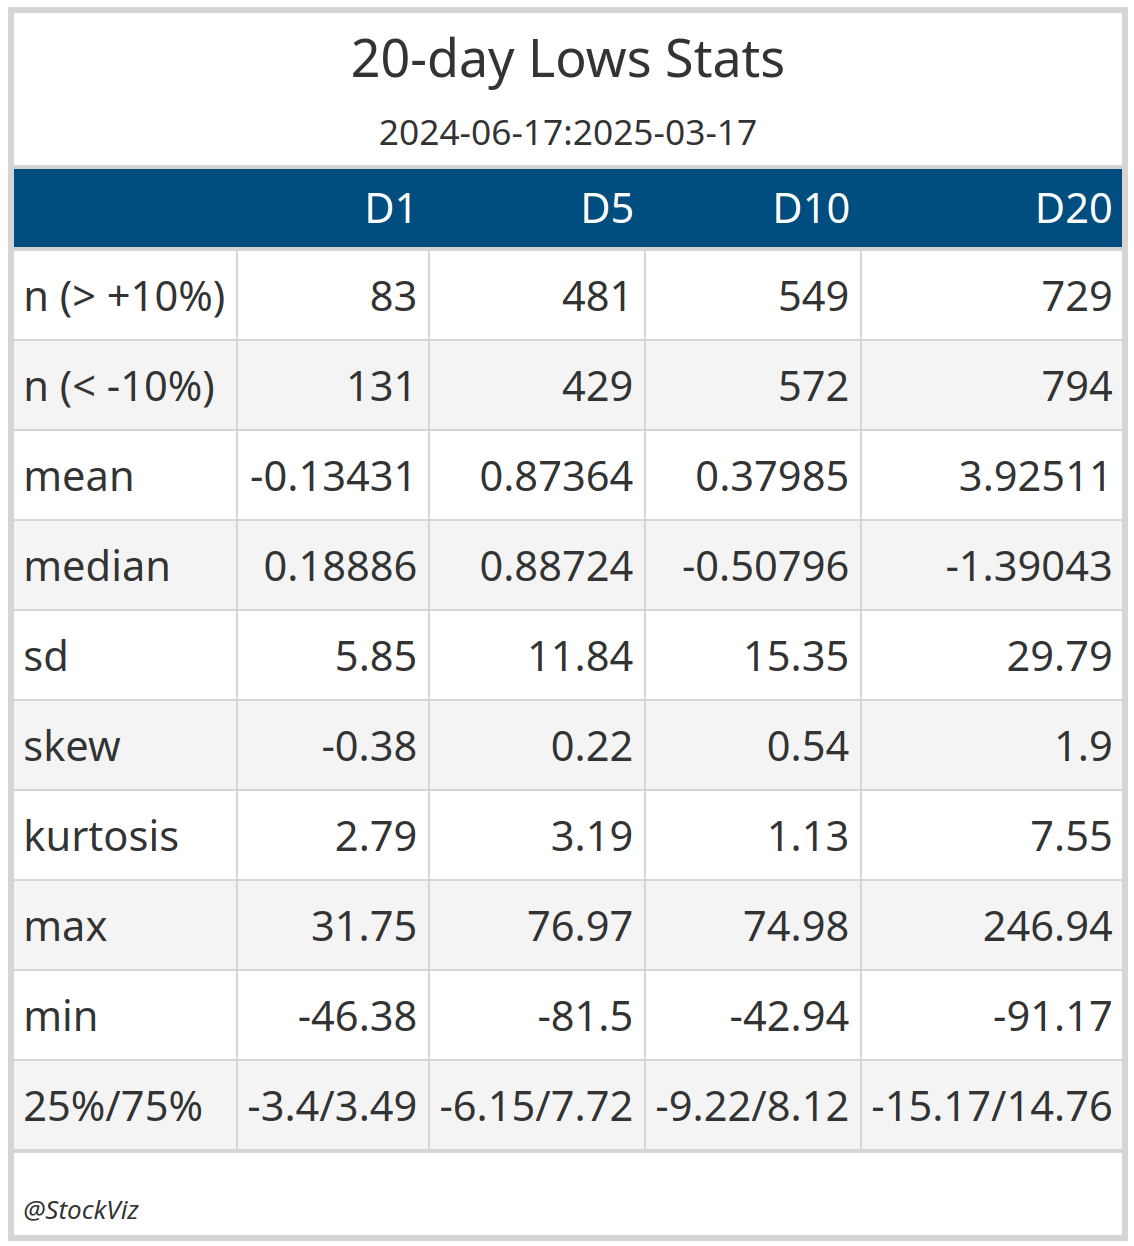 20-day Lows Stats
2024-06-17:2025-03-17
D1 D5 D10 D20
n (> +10%) 83 481 549 729
n (< -10%) 131 429 572 794
mean -0.13431 0.87364 0.37985 3.92511
median 0.18886 0.88724 -0.50796 -1.39043
sd 5.85 11.84 15.35 29.79
skew -0.38 0.22 0.54 1.9
kurtosis 2.79 3.19 1.13 7.55
max 31.75 76.97 74.98 246.94
min -46.38 -81.5 -42.94 -91.17
25%/75% -3.4/3.49 -6.15/7.72 -9.22/8.12 -15.17/14.76
@StockViz